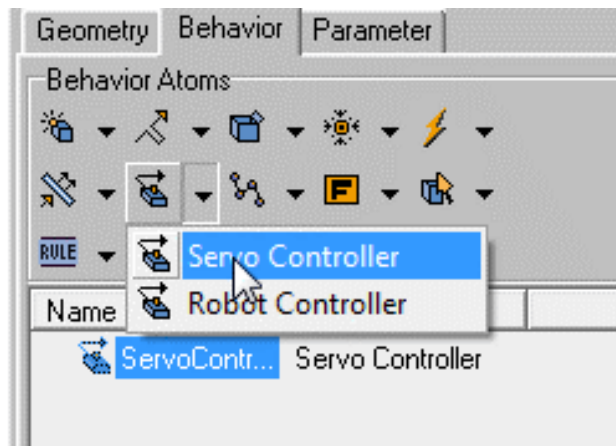 Geometry Behavior Parameter
Behavior Atoms
F
RULE
Servo Controller
Robot Controller
Name
ServoContr... Servo Controller